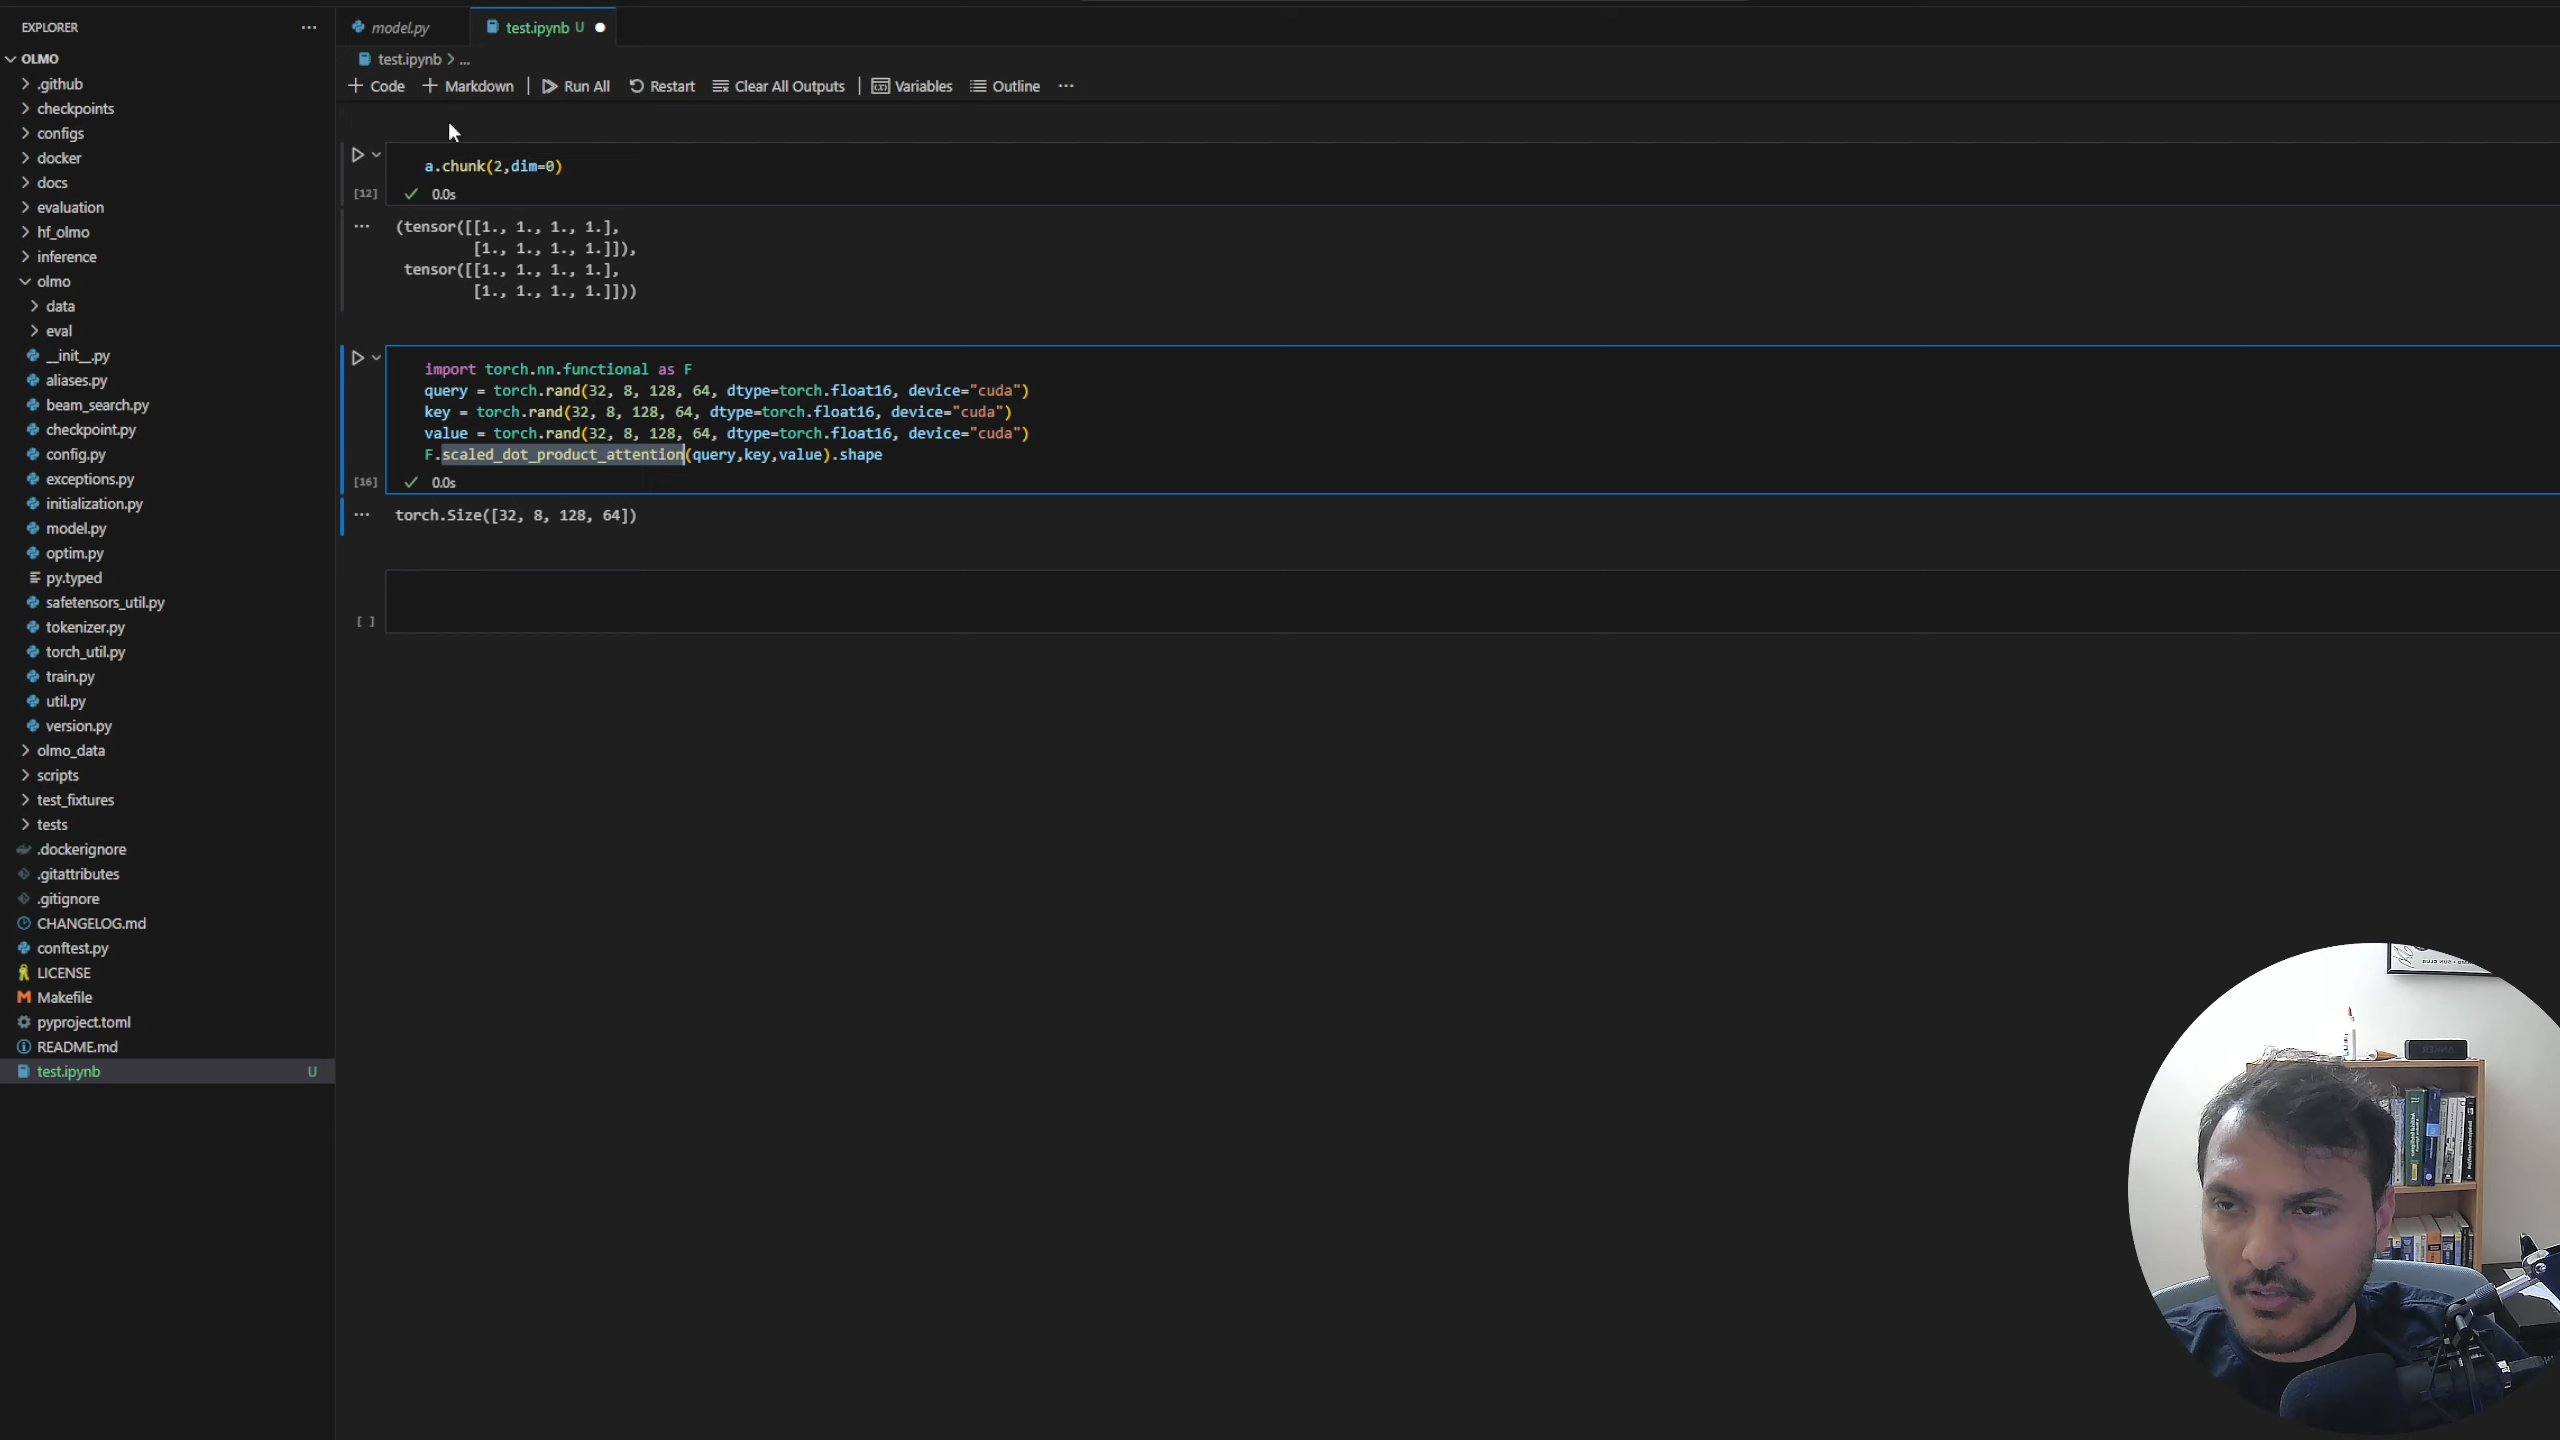 EXPLORER
OLMO
.github
checkpoints
configs
docker
docs
evaluation
hf_olmo
inference
olmo
data
eval
__init__.py
aliases.py
beam_search.py
checkpoint.py
config.py
exceptions.py
initialization.py
model.py
optim.py
py.typed
safetensors_util.py
tokenizer.py
torch_util.py
train.py
util.py
version.py
olmo_data
scripts
test_fixtures
tests
.dockerignore
.gitattributes
.gitignore
CHANGELOG.md
conftest.py
LICENSE
Makefile
pyproject.toml
README.md
test.ipynb U
model.py test.ipynb U
test.ipynb > ...
+ Code + Markdown | Run All Restart Clear All Outputs | Variables Outline ...
a.chunk(2,dim=0)
[12] ✓ 0.0s
... (tensor([[1., 1., 1., 1.],
[1., 1., 1., 1.]]),
tensor([[1., 1., 1., 1.],
[1., 1., 1., 1.]]))
import torch.nn.functional as F
query = torch.rand(32, 8, 128, 64, dtype=torch.float16, device="cuda")
key = torch.rand(32, 8, 128, 64, dtype=torch.float16, device="cuda")
value = torch.rand(32, 8, 128, 64, dtype=torch.float16, device="cuda")
F.scaled_dot_product_attention(query,key,value).shape
[16] ✓ 0.0s
... torch.Size([32, 8, 128, 64])
[ ]